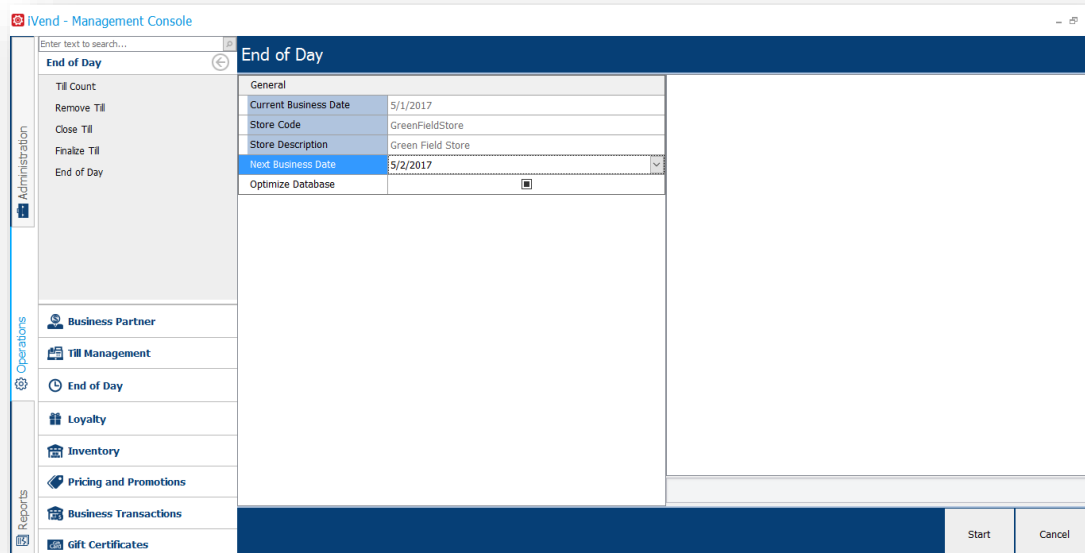 iVend - Management Console
Enter text to search...
End of Day
Till Count
Remove Till
Close Till
Finalize Till
End of Day
Administration
Operations
Reports
Business Partner
Till Management
End of Day
Loyalty
Inventory
Pricing and Promotions
Business Transactions
Gift Certificates
End of Day
General
Current Business Date 5/1/2017
Store Code GreenFieldStore
Store Description Green Field Store
Next Business Date 5/2/2017
Optimize Database
Start Cancel